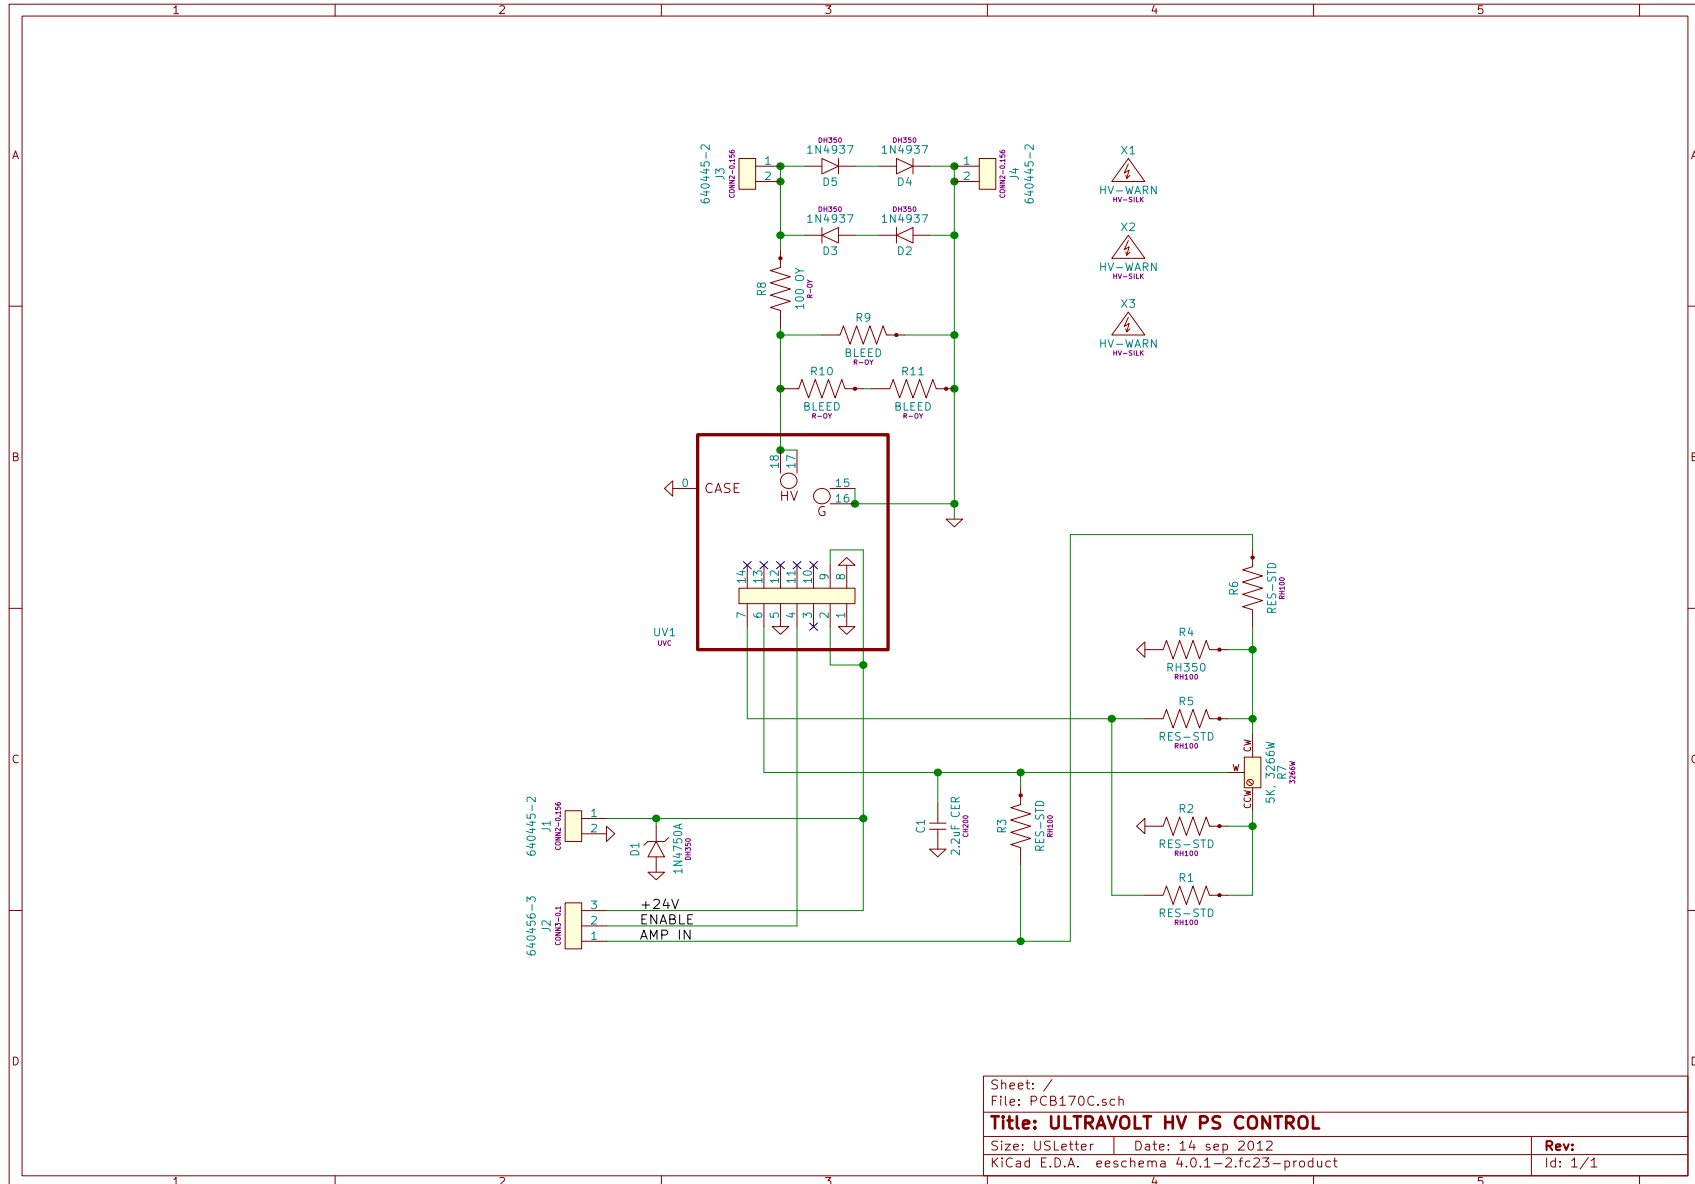 1 2 3 4 5
A
B
C
D
640445-2
J3
CONN2-0.156
1
2
DH350
1N4937
D5
DH350
1N4937
D4
1
2
CONN2-0.156
J4
640445-2
DH350
1N4937
D3
DH350
1N4937
D2
X1
HV-WARN
HV-SILK
X2
HV-WARN
HV-SILK
X3
HV-WARN
HV-SILK
R8
100 OY
R-OY
R9
BLEED
R-OY
R10
BLEED
R-OY
R11
BLEED
R-OY
0
CASE
18
17
HV
15
16
G
14
13
12
11
10
9
8
7
6
5
4
3
2
1
UV1
UVC
R6
RES-STD
RH100
R4
RH350
RH100
R5
RES-STD
RH100
CW
W
CCW
5K, 3266W
R7
3266W
R2
RES-STD
RH100
R1
RES-STD
RH100
C1
2.2uF CER
CH200
R3
RES-STD
RH100
640445-2
J1
CONN2-0.156
1
2
D1
1N4750A
DH350
640456-3
J2
CONN3-0.1
3
2
1
+24V
ENABLE
AMP IN
Sheet: /
File: PCB170C.sch
Title: ULTRAVOLT HV PS CONTROL
Size: USLetter Date: 14 sep 2012 Rev:
KiCad E.D.A. eeschema 4.0.1-2.fc23-product Id: 1/1
1 2 3 4 5